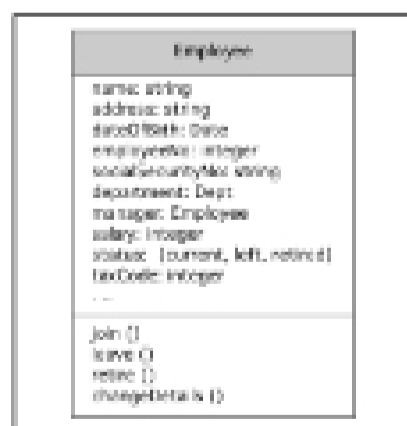 Employee
name: string
address: string
dateOfBirth: Date
employeeNo: integer
socialSecurityNo: string
department: Dept
manager: Employee
salary: integer
status: {current, left, retired}
taxCode: integer
. . .
join ()
leave ()
retire ()
changeDetails ()